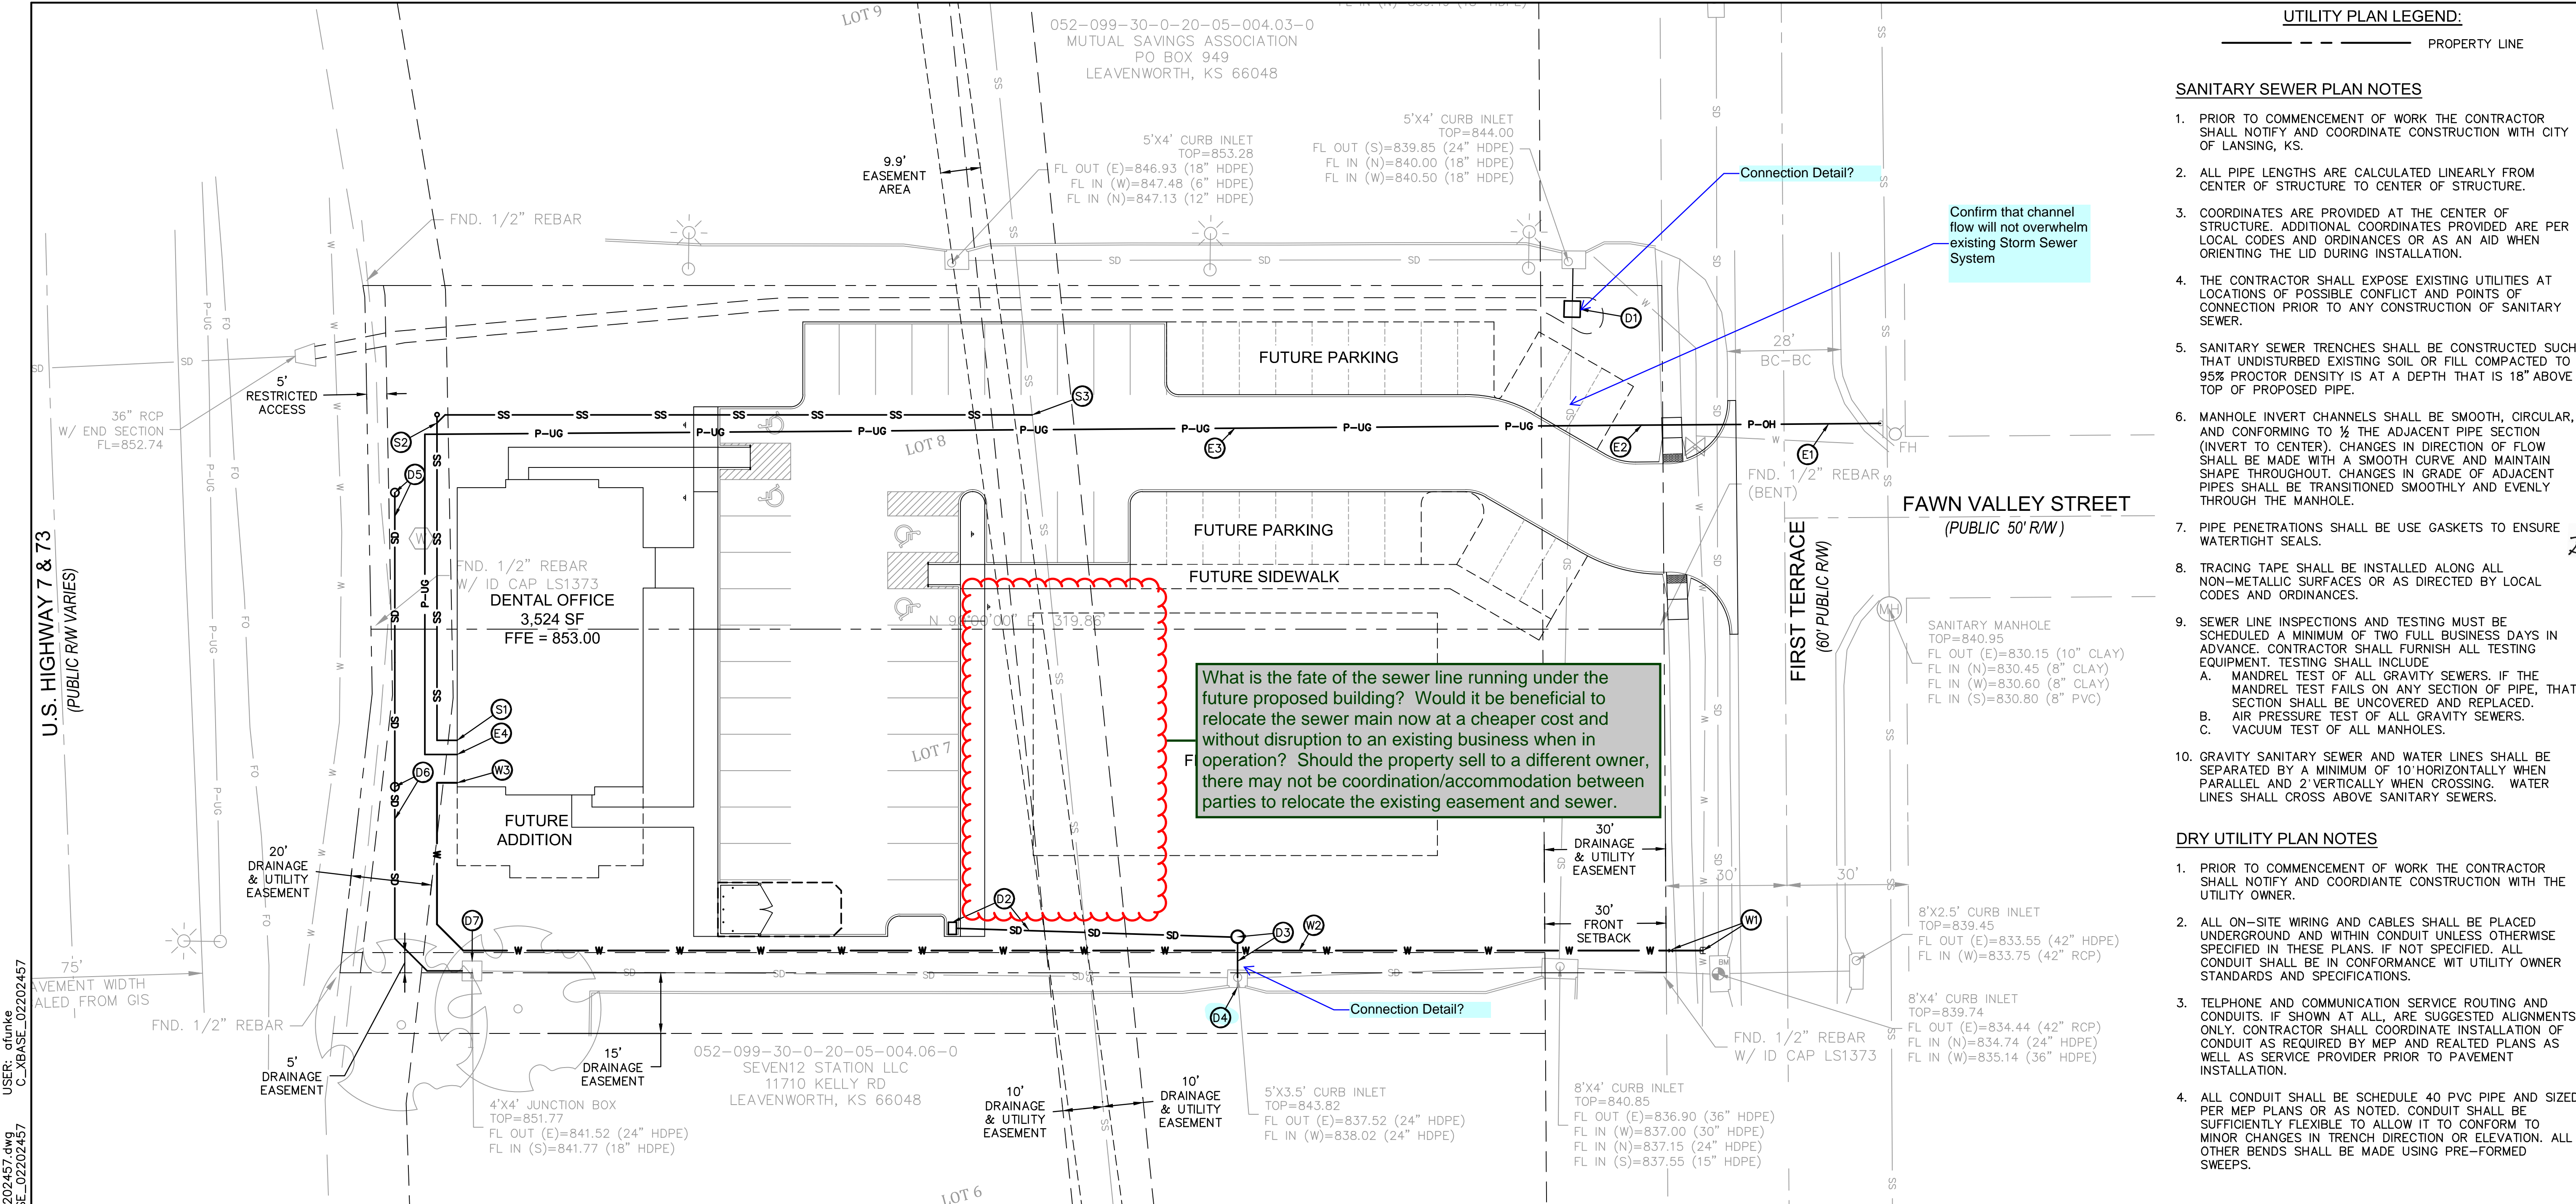 LOT 9
052-099-30-0-20-05-004.03-0
MUTUAL SAVINGS ASSOCIATION
PO BOX 949
LEAVENWORTH, KS 66048
5'X4' CURB INLET
TOP=853.28
FL OUT (E)=846.93 (18" HDPE)
FL IN (W)=847.48 (6" HDPE)
FL IN (N)=847.13 (12" HDPE)
5'X4' CURB INLET
TOP=844.00
FL OUT (S)=839.85 (24" HDPE)
FL IN (N)=840.00 (18" HDPE)
FL IN (W)=840.50 (18" HDPE)
9.9'
EASEMENT
AREA
Connection Detail?
Confirm that channel
flow will not overwhelm
existing Storm Sewer
System
FND. 1/2" REBAR
D1
28'
BC-BC
5'
RESTRICTED
ACCESS
36" RCP
W/ END SECTION
FL=852.74
FUTURE PARKING
S3
S2
SS SS SS SS SS SS SS
P-UG P-UG P-UG P-UG P-UG P-UG P-UG
P-OH
E3
E2
E1
FH
LOT 8
D5
FND. 1/2" REBAR
(BENT)
FAWN VALLEY STREET
(PUBLIC 50' R/W )
U.S. HIGHWAY 7 & 73
(PUBLIC R/W VARIES)
FIRST TERRACE
(60' PUBLIC R/W)
FUTURE PARKING
FUTURE SIDEWALK
FND. 1/2" REBAR
W/ ID CAP LS1373
DENTAL OFFICE
3,524 SF
FFE = 853.00
MH
SANITARY MANHOLE
TOP=840.95
FL OUT (E)=830.15 (10" CLAY)
FL IN (N)=830.45 (8" CLAY)
FL IN (W)=830.60 (8" CLAY)
FL IN (S)=830.80 (8" PVC)
What is the fate of the sewer line running under the
future proposed building? Would it be beneficial to
relocate the sewer main now at a cheaper cost and
without disruption to an existing business when in
operation? Should the property sell to a different owner,
there may not be coordination/accommodation between
parties to relocate the existing easement and sewer.
S1
E4
W3
D6
LOT 7
FUTURE
ADDITION
20'
DRAINAGE
& UTILITY
EASEMENT
30'
DRAINAGE
& UTILITY
EASEMENT
30'
FRONT
SETBACK
30'
30'
D7
D2
D3
W2
W1
W W W W W W W W W W W W W W
SD SD SD
BM
8'X2.5' CURB INLET
TOP=839.45
FL OUT (E)=833.55 (42" HDPE)
FL IN (W)=833.75 (42" RCP)
75'
FND. 1/2" REBAR
Connection Detail?
D4
8'X4' CURB INLET
TOP=839.74
FL OUT (E)=834.44 (42" RCP)
FL IN (N)=834.74 (24" HDPE)
FL IN (W)=835.14 (36" HDPE)
FND. 1/2" REBAR
W/ ID CAP LS1373
5'
DRAINAGE
EASEMENT
15'
DRAINAGE
EASEMENT
052-099-30-0-20-05-004.06-0
SEVEN12 STATION LLC
11710 KELLY RD
LEAVENWORTH, KS 66048
4'X4' JUNCTION BOX
TOP=851.77
FL OUT (E)=841.52 (24" HDPE)
FL IN (S)=841.77 (18" HDPE)
10'
DRAINAGE
& UTILITY
EASEMENT
10'
DRAINAGE
& UTILITY
EASEMENT
5'X3.5' CURB INLET
TOP=843.82
FL OUT (E)=837.52 (24" HDPE)
FL IN (W)=838.02 (24" HDPE)
8'X4' CURB INLET
TOP=840.85
FL OUT (E)=836.90 (36" HDPE)
FL IN (W)=837.00 (30" HDPE)
FL IN (N)=837.15 (24" HDPE)
FL IN (S)=837.55 (15" HDPE)
LOT 6
USER: afunke
C_XBASE_02202457
UTILITY PLAN LEGEND:
PROPERTY LINE
SANITARY SEWER PLAN NOTES
1. PRIOR TO COMMENCEMENT OF WORK THE CONTRACTOR
SHALL NOTIFY AND COORDINATE CONSTRUCTION WITH CITY
OF LANSING, KS.
2. ALL PIPE LENGTHS ARE CALCULATED LINEARLY FROM
CENTER OF STRUCTURE TO CENTER OF STRUCTURE.
3. COORDINATES ARE PROVIDED AT THE CENTER OF
STRUCTURE. ADDITIONAL COORDINATES PROVIDED ARE PER
LOCAL CODES AND ORDINANCES OR AS AN AID WHEN
ORIENTING THE LID DURING INSTALLATION.
4. THE CONTRACTOR SHALL EXPOSE EXISTING UTILITIES AT
LOCATIONS OF POSSIBLE CONFLICT AND POINTS OF
CONNECTION PRIOR TO ANY CONSTRUCTION OF SANITARY
SEWER.
5. SANITARY SEWER TRENCHES SHALL BE CONSTRUCTED SUCH
THAT UNDISTURBED EXISTING SOIL OR FILL COMPACTED TO
95% PROCTOR DENSITY IS AT A DEPTH THAT IS 18" ABOVE
TOP OF PROPOSED PIPE.
6. MANHOLE INVERT CHANNELS SHALL BE SMOOTH, CIRCULAR,
AND CONFORMING TO ½ THE ADJACENT PIPE SECTION
(INVERT TO CENTER). CHANGES IN DIRECTION OF FLOW
SHALL BE MADE WITH A SMOOTH CURVE AND MAINTAIN
SHAPE THROUGHOUT. CHANGES IN GRADE OF ADJACENT
PIPES SHALL BE TRANSITIONED SMOOTHLY AND EVENLY
THROUGH THE MANHOLE.
7. PIPE PENETRATIONS SHALL BE USE GASKETS TO ENSURE
WATERTIGHT SEALS.
8. TRACING TAPE SHALL BE INSTALLED ALONG ALL
NON-METALLIC SURFACES OR AS DIRECTED BY LOCAL
CODES AND ORDINANCES.
9. SEWER LINE INSPECTIONS AND TESTING MUST BE
SCHEDULED A MINIMUM OF TWO FULL BUSINESS DAYS IN
ADVANCE. CONTRACTOR SHALL FURNISH ALL TESTING
EQUIPMENT. TESTING SHALL INCLUDE
A. MANDREL TEST OF ALL GRAVITY SEWERS. IF THE
MANDREL TEST FAILS ON ANY SECTION OF PIPE, THAT
SECTION SHALL BE UNCOVERED AND REPLACED.
B. AIR PRESSURE TEST OF ALL GRAVITY SEWERS.
C. VACUUM TEST OF ALL MANHOLES.
10. GRAVITY SANITARY SEWER AND WATER LINES SHALL BE
SEPARATED BY A MINIMUM OF 10' HORIZONTALLY WHEN
PARALLEL AND 2' VERTICALLY WHEN CROSSING. WATER
LINES SHALL CROSS ABOVE SANITARY SEWERS.
DRY UTILITY PLAN NOTES
1. PRIOR TO COMMENCEMENT OF WORK THE CONTRACTOR
SHALL NOTIFY AND COORDIANTE CONSTRUCTION WITH THE
UTILITY OWNER.
2. ALL ON-SITE WIRING AND CABLES SHALL BE PLACED
UNDERGROUND AND WITHIN CONDUIT UNLESS OTHERWISE
SPECIFIED IN THESE PLANS. IF NOT SPECIFIED. ALL
CONDUIT SHALL BE IN CONFORMANCE WIT UTILITY OWNER
STANDARDS AND SPECIFICATIONS.
3. TELPHONE AND COMMUNICATION SERVICE ROUTING AND
CONDUITS. IF SHOWN AT ALL, ARE SUGGESTED ALIGNMENTS
ONLY. CONTRACTOR SHALL COORDINATE INSTALLATION OF
CONDUIT AS REQUIRED BY MEP AND REALTED PLANS AS
WELL AS SERVICE PROVIDER PRIOR TO PAVEMENT
INSTALLATION.
4. ALL CONDUIT SHALL BE SCHEDULE 40 PVC PIPE AND SIZED
PER MEP PLANS OR AS NOTED. CONDUIT SHALL BE
SUFFICIENTLY FLEXIBLE TO ALLOW IT TO CONFORM TO
MINOR CHANGES IN TRENCH DIRECTION OR ELEVATION. ALL
OTHER BENDS SHALL BE MADE USING PRE-FORMED
SWEEPS.